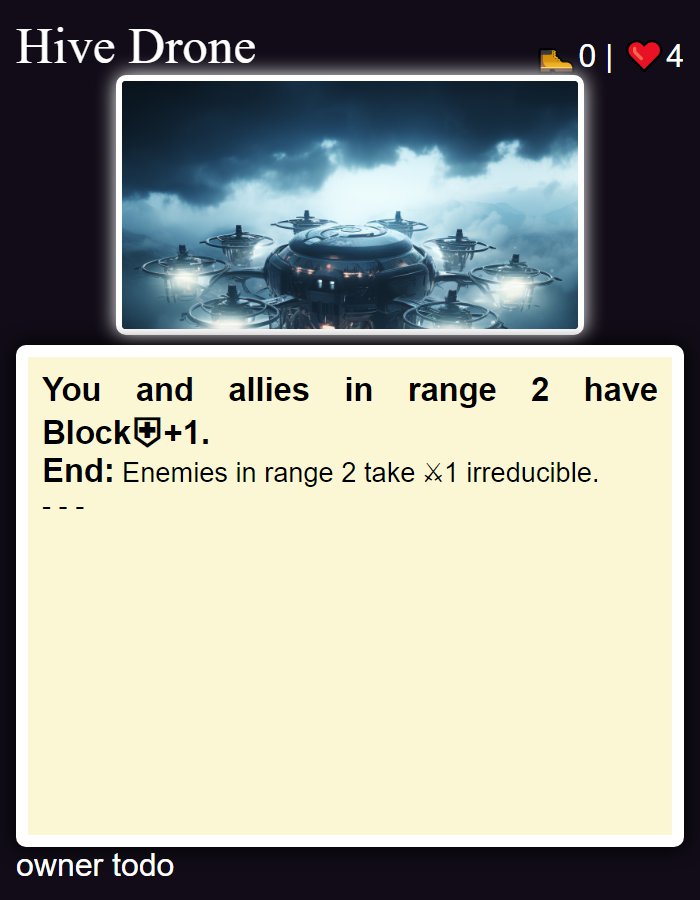 Hive Drone
🥾0 | ❤️4
You and allies in range 2 have
Block⛨+1.
End: Enemies in range 2 take ⚔1 irreducible.
- - -
owner todo